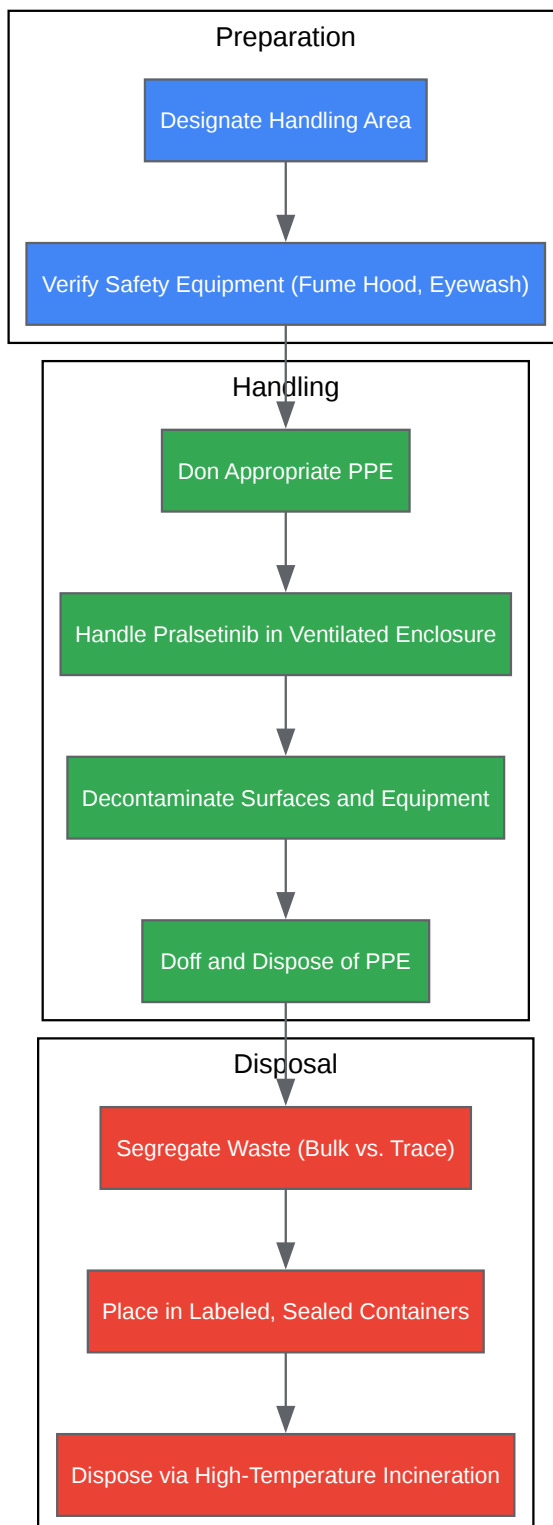 Preparation
Designate Handling Area
Verify Safety Equipment (Fume Hood, Eyewash)
Handling
Don Appropriate PPE
Handle Pralsetinib in Ventilated Enclosure
Decontaminate Surfaces and Equipment
Doff and Dispose of PPE
Disposal
Segregate Waste (Bulk vs. Trace)
Place in Labeled, Sealed Containers
Dispose via High-Temperature Incineration